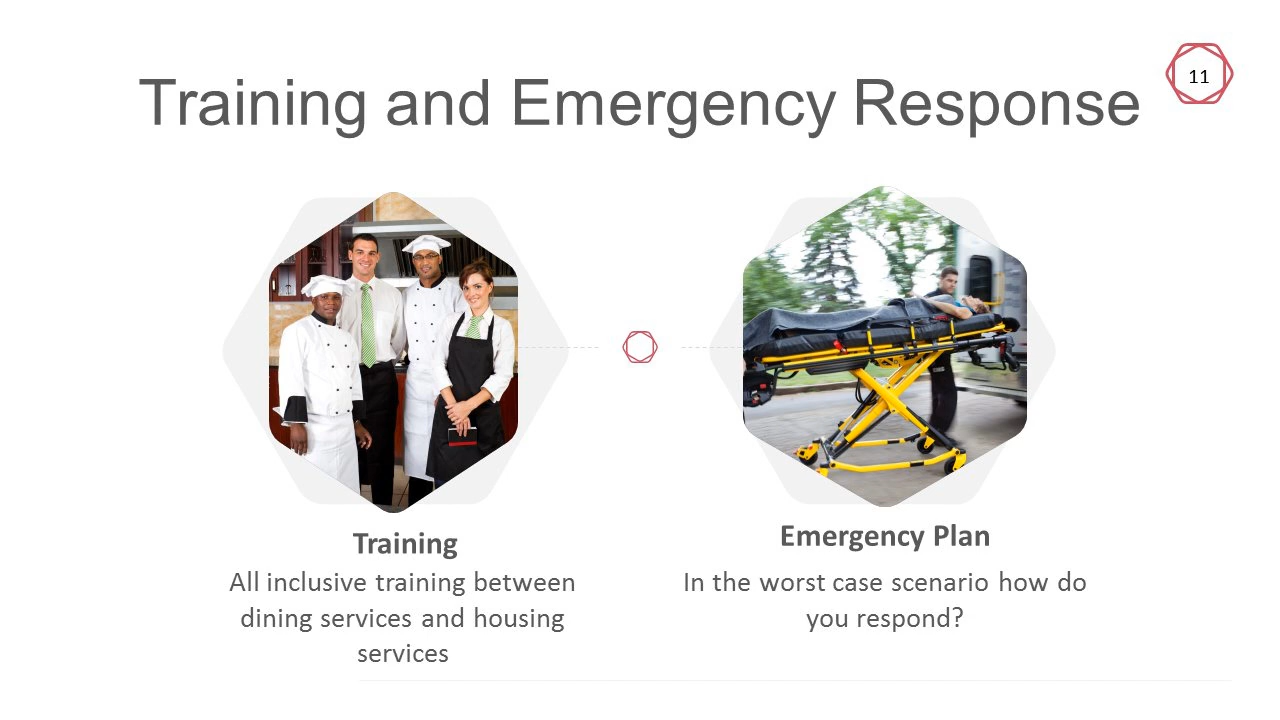 Training and Emergency Response
11
Training
All inclusive training between
dining services and housing
services
Emergency Plan
In the worst case scenario how do
you respond?